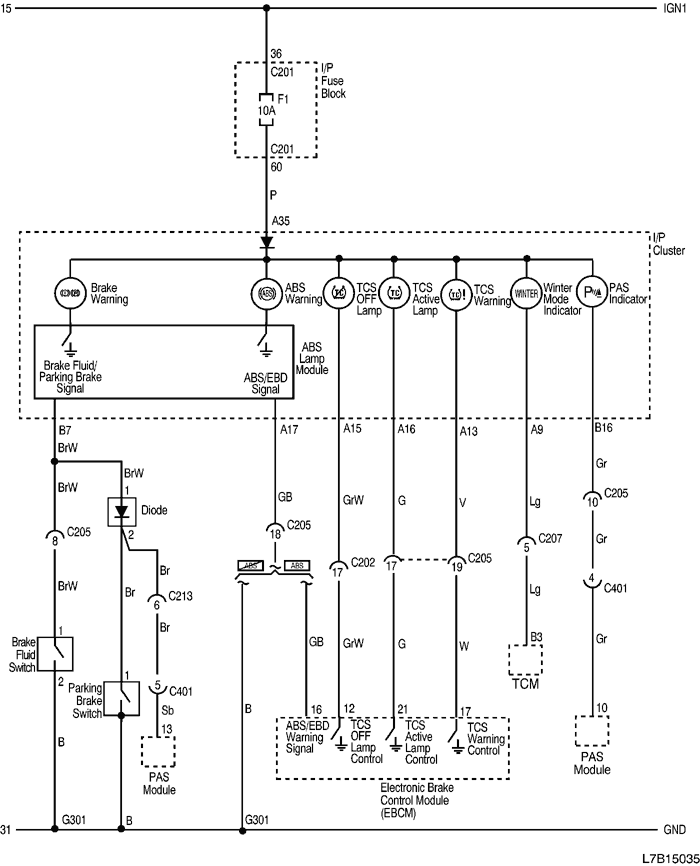 15
IGN1
36
C201
I/P
Fuse
Block
F1
10A
C201
60
P
A35
I/P
Cluster
Brake
Warning
ABS
ABS
Warning
TCS
OFF
Lamp
TCS
Active
Lamp
TCS
Warning
WINTER
Winter
Mode
Indicator
PAS
Indicator
Brake Fluid/
Parking Brake
Signal
ABS/EBD
Signal
ABS
Lamp
Module
B7
A17
A15
A16
A13
A9
B16
BrW
BrW
BrW
1
Diode
2
GB
GrW
G
V
Lg
Gr
C205
8
C205
18
C202
17
17
C205
19
C207
5
C205
10
Gr
C401
4
ABS
ABS
BrW
Br
Br
C213
6
Br
GB
GrW
G
W
Lg
Gr
B3
TCM
Brake
Fluid
Switch
1
2
Parking
Brake
Switch
1
5
C401
Sb
13
PAS
Module
B
B
16
12
21
17
10
PAS
Module
ABS/EBD
Warning
Signal
TCS
OFF
Lamp
Control
TCS
Active
Lamp
Control
TCS
Warning
Control
Electronic Brake
Control Module
(EBCM)
31
G301
B
G301
GND
L7B15035